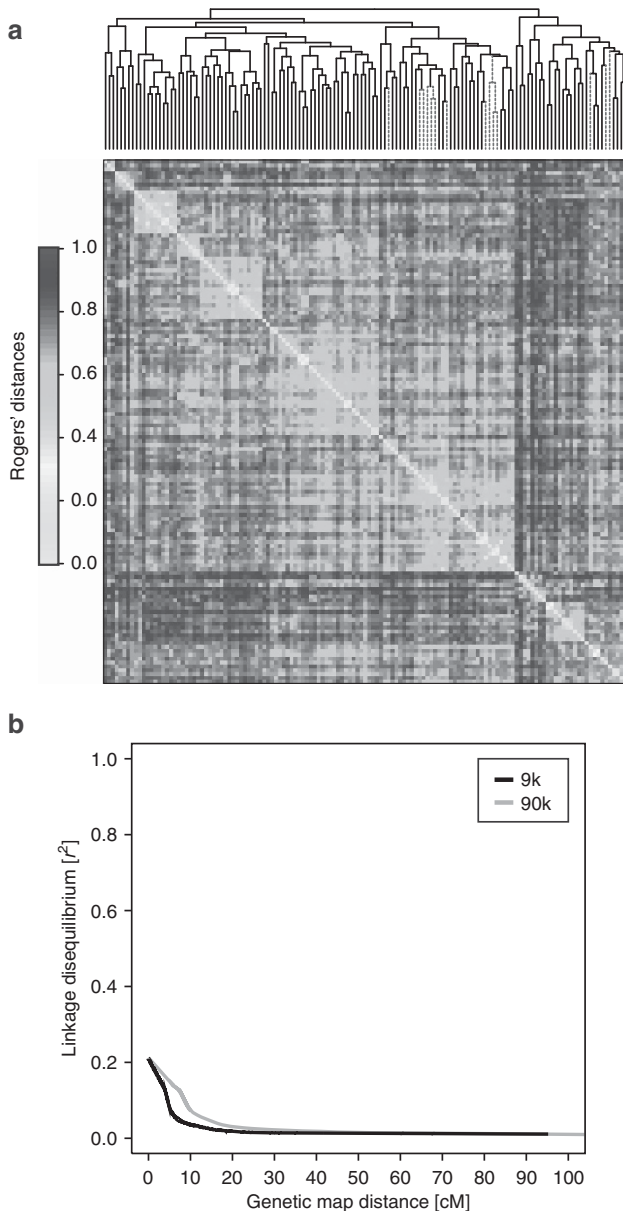 a
1.0
0.8
0.6
0.4
0.0
0.0
Rogers' distances
b
1.0
0.8
0.6
0.4
0.2
0.0
Linkage disequilibrium [r²]
9k
90k
0 10 20 30 40 50 60 70 80 90 100
Genetic map distance [cM]